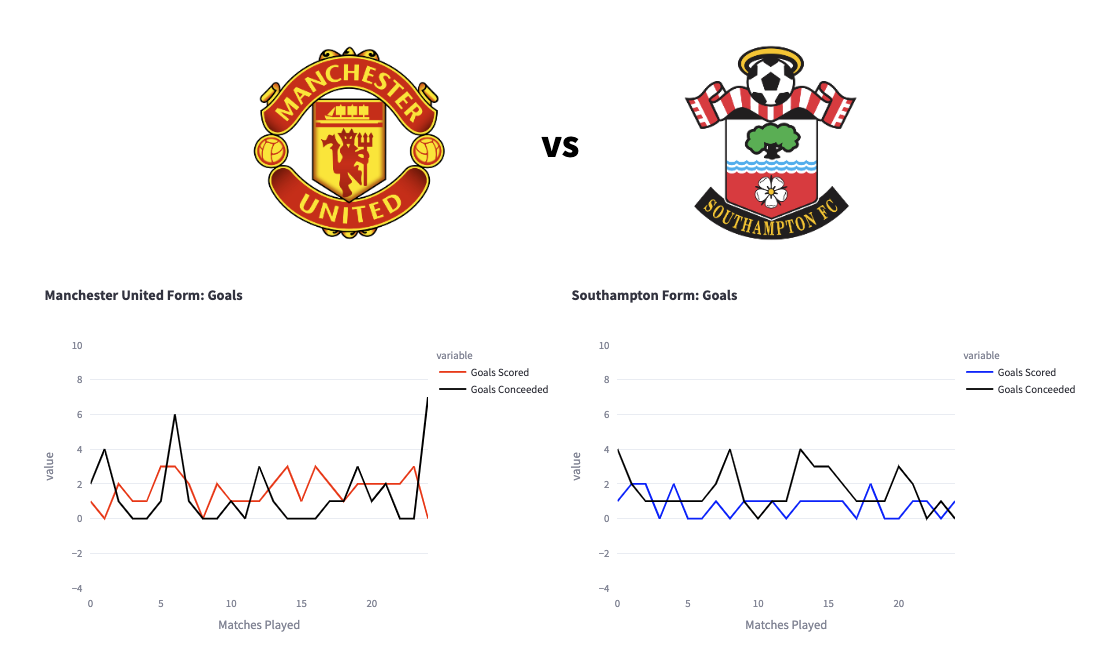 MANCHESTER
UNITED
VS
SOUTHAMPTON FC
Manchester United Form: Goals
10
8
6
4
2
0
−2
−4
value
0 5 10 15 20
Matches Played
variable
Goals Scored
Goals Conceeded
Southampton Form: Goals
10
8
6
4
2
0
−2
−4
value
0 5 10 15 20
Matches Played
variable
Goals Scored
Goals Conceeded